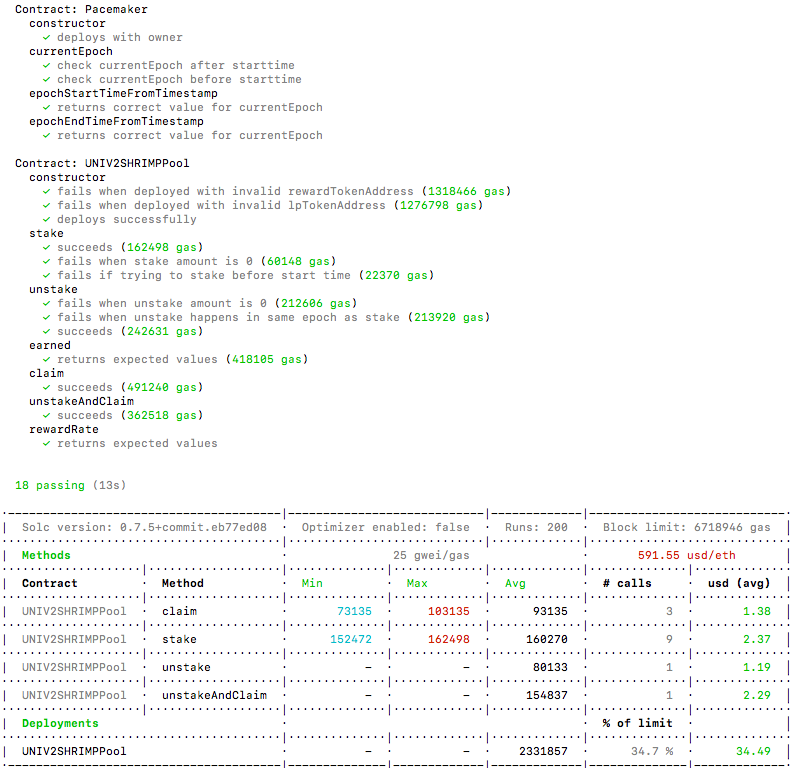 Contract: Pacemaker
constructor
✓ deploys with owner
currentEpoch
✓ check currentEpoch after starttime
✓ check currentEpoch before starttime
epochStartTimeFromTimestamp
✓ returns correct value for currentEpoch
epochEndTimeFromTimestamp
✓ returns correct value for currentEpoch
Contract: UNIV2SHRIMPPool
constructor
✓ fails when deployed with invalid rewardTokenAddress (1318466 gas)
✓ fails when deployed with invalid lpTokenAddress (1276798 gas)
✓ deploys successfully
stake
✓ succeeds (162498 gas)
✓ fails when stake amount is 0 (60148 gas)
✓ fails if trying to stake before start time (22370 gas)
unstake
✓ fails when unstake amount is 0 (212606 gas)
✓ fails when unstake happens in same epoch as stake (213920 gas)
✓ succeeds (242631 gas)
earned
✓ returns expected values (418105 gas)
claim
✓ succeeds (491240 gas)
unstakeAndClaim
✓ succeeds (362518 gas)
rewardRate
✓ returns expected values
18 passing (13s)
| Solc version: 0.7.5+commit.eb77ed08 · Optimizer enabled: false · Runs: 200 · Block limit: 6718946 gas |
| Methods · 25 gwei/gas · 591.55 usd/eth |
| Contract · Method · Min · Max · Avg · # calls · usd (avg) |
| UNIV2SHRIMPPool · claim · 73135 · 103135 · 93135 · 3 · 1.38 |
| UNIV2SHRIMPPool · stake · 152472 · 162498 · 160270 · 9 · 2.37 |
| UNIV2SHRIMPPool · unstake · - · - · 80133 · 1 · 1.19 |
| UNIV2SHRIMPPool · unstakeAndClaim · - · - · 154837 · 1 · 2.29 |
| Deployments · · % of limit · |
| UNIV2SHRIMPPool · - · - · 2331857 · 34.7 % · 34.49 |